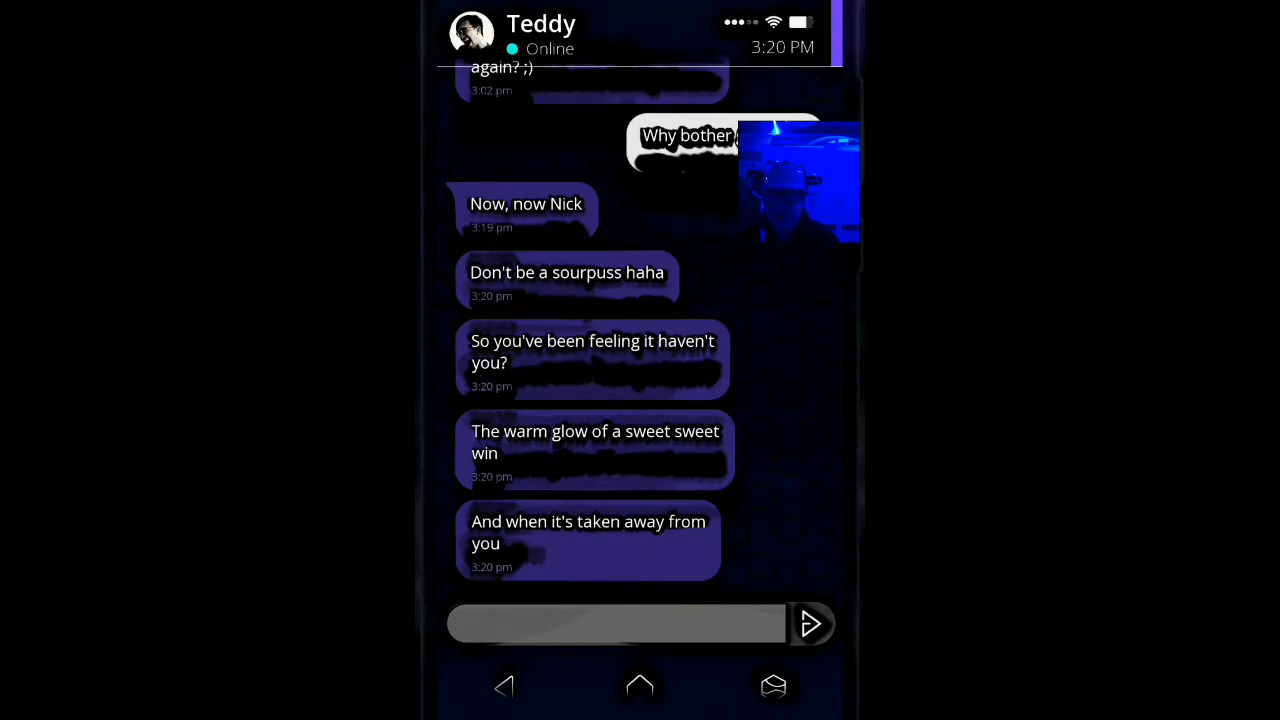 Teddy
Online
3:20 PM
again? ;)
3:02 pm
Why bother
Now, now Nick
3:19 pm
Don't be a sourpuss haha
3:20 pm
So you've been feeling it haven't
you?
3:20 pm
The warm glow of a sweet sweet
win
3:20 pm
And when it's taken away from
you
3:20 pm